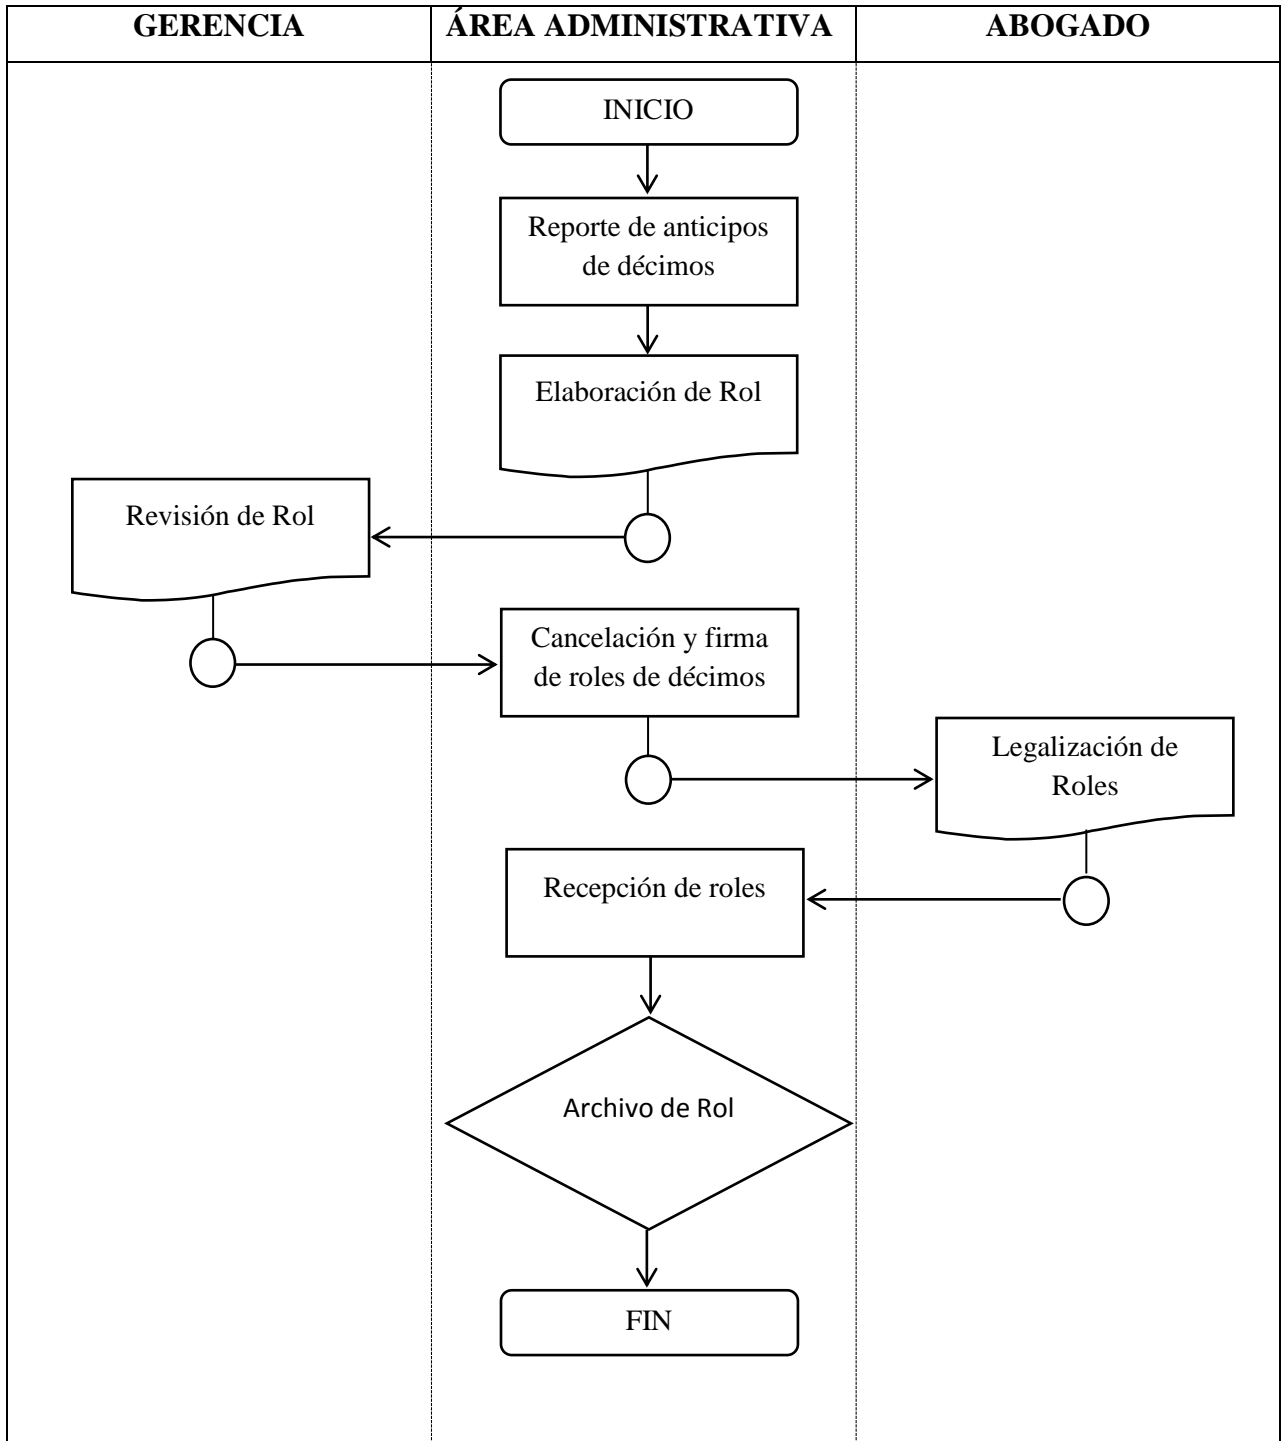 GERENCIA
ÁREA ADMINISTRATIVA
ABOGADO
INICIO
Reporte de anticipos
de décimos
Elaboración de Rol
Revisión de Rol
Cancelación y firma
de roles de décimos
Legalización de
Roles
Recepción de roles
Archivo de Rol
FIN